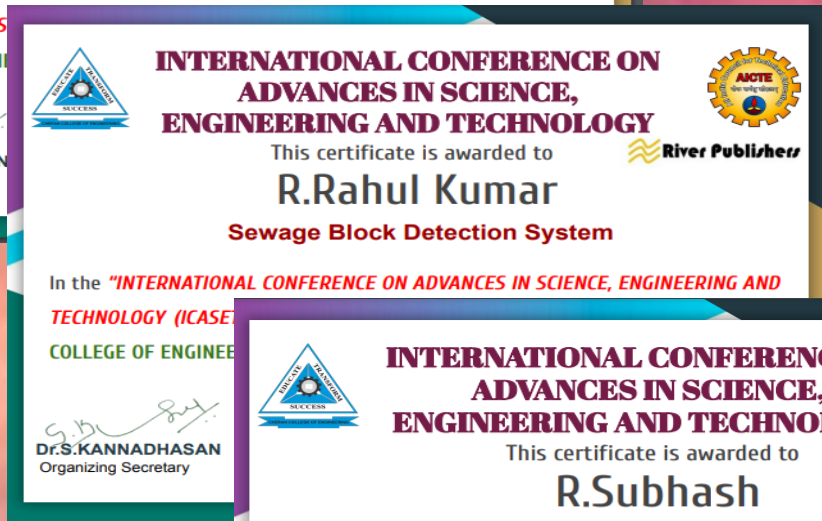 INTERNATIONAL CONFERENCE ON
ADVANCES IN SCIENCE,
ENGINEERING AND TECHNOLOGY
EDUCATE TRANSFORM
SUCCESS
AICTE
River Publishers
This certificate is awarded to
R.Rahul Kumar
Sewage Block Detection System
In the "INTERNATIONAL CONFERENCE ON ADVANCES IN SCIENCE, ENGINEERING AND
TECHNOLOGY (ICASET
COLLEGE OF ENGINEE
Dr.S.KANNADHASAN
Organizing Secretary
EDUCATE TRANSFORM
SUCCESS
INTERNATIONAL CONFEREN
ADVANCES IN SCIENCE,
ENGINEERING AND TECHNO
This certificate is awarded to
R.Subhash